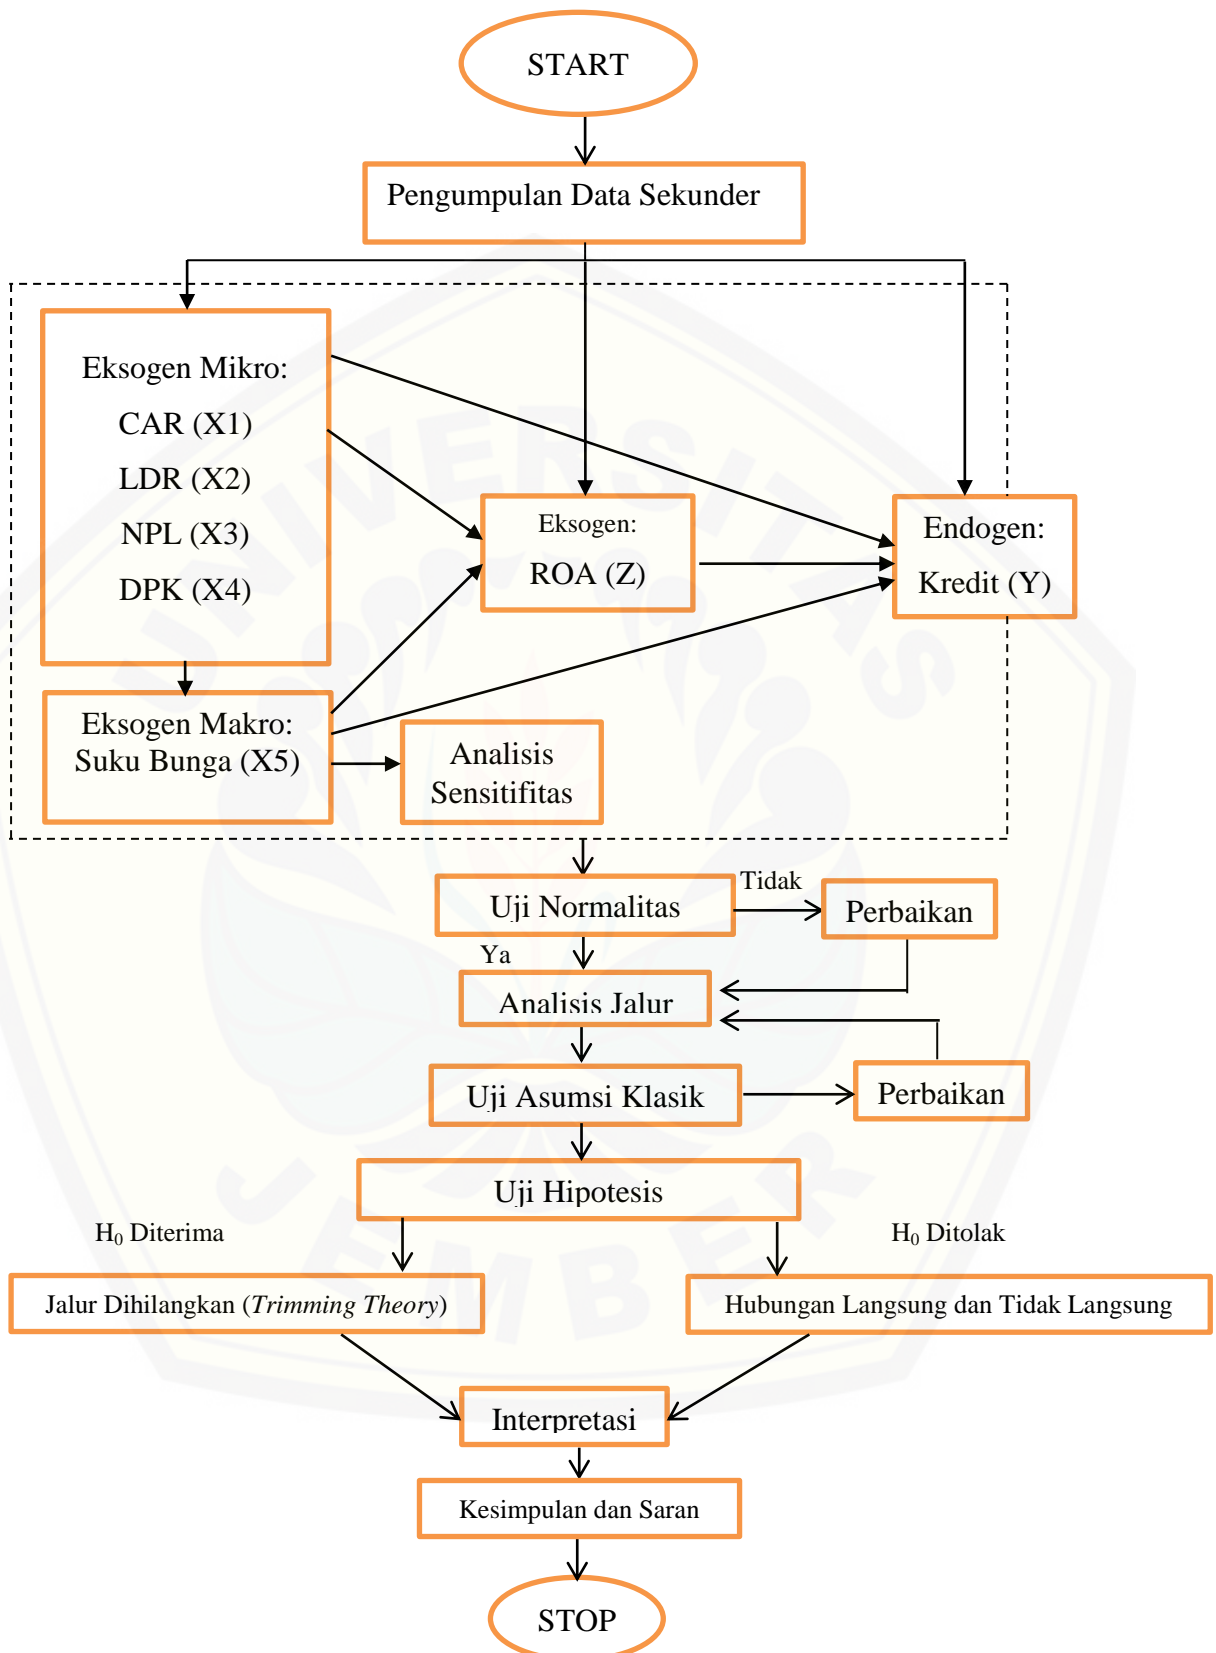 START
Pengumpulan Data Sekunder
Eksogen Mikro:
CAR (X1)
LDR (X2)
NPL (X3)
DPK (X4)
Eksogen:
ROA (Z)
Endogen:
Kredit (Y)
Eksogen Makro:
Suku Bunga (X5)
Analisis
Sensitifitas
Uji Normalitas
Tidak
Perbaikan
Ya
Analisis Jalur
Uji Asumsi Klasik
Perbaikan
Uji Hipotesis
H₀ Diterima
H₀ Ditolak
Jalur Dihilangkan (Trimming Theory)
Hubungan Langsung dan Tidak Langsung
Interpretasi
Kesimpulan dan Saran
STOP
UNIVERSITAS
JEMBER